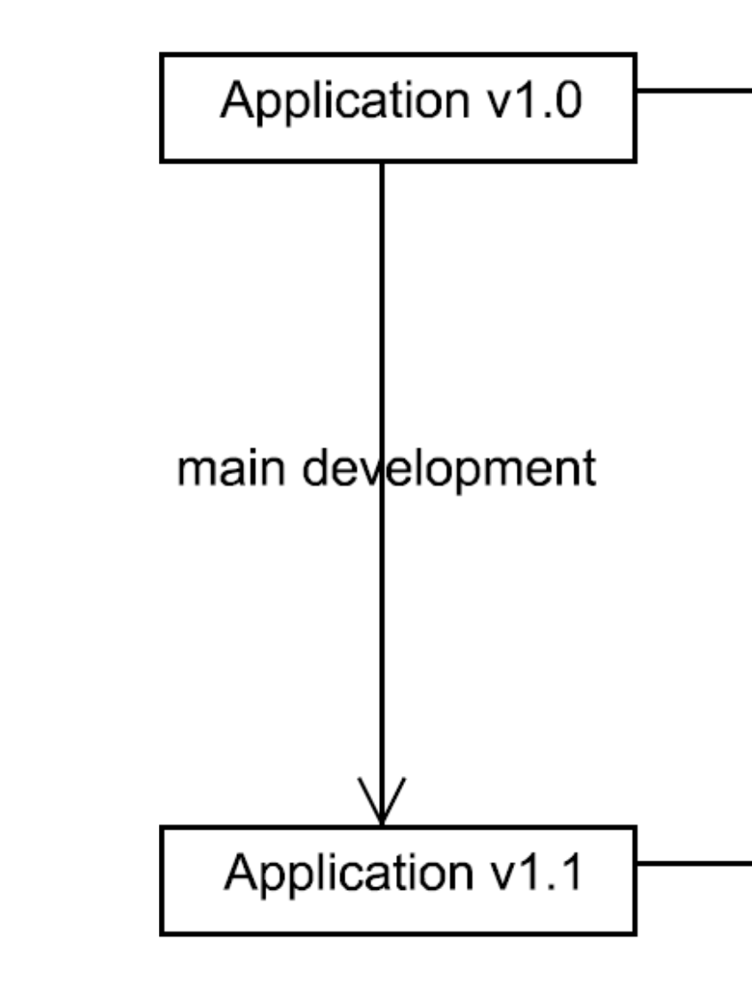 Application v1.0
main development
Application v1.1